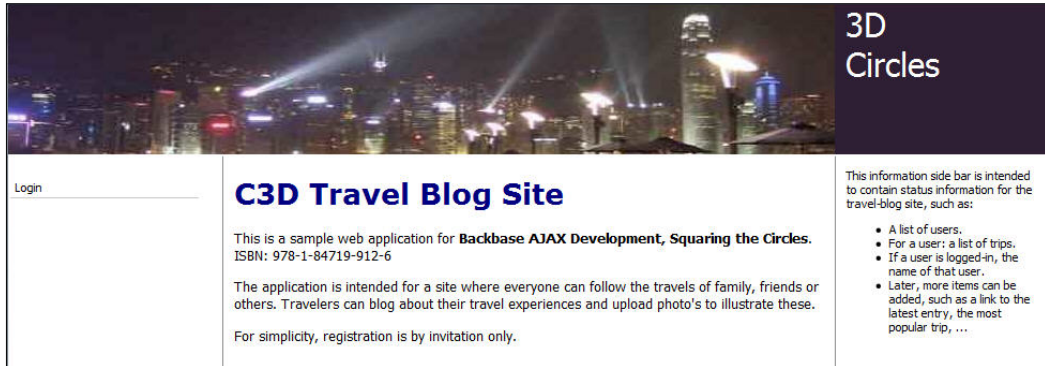 3D
Circles
Login
C3D Travel Blog Site
This is a sample web application for Backbase AJAX Development, Squaring the Circles.
ISBN: 978-1-84719-912-6
The application is intended for a site where everyone can follow the travels of family, friends or
others. Travelers can blog about their travel experiences and upload photo's to illustrate these.
For simplicity, registration is by invitation only.
This information side bar is intended
to contain status information for the
travel-blog site, such as:
• A list of users.
• For a user: a list of trips.
• If a user is logged-in, the
name of that user.
• Later, more items can be
added, such as a link to the
latest entry, the most
popular trip, ...